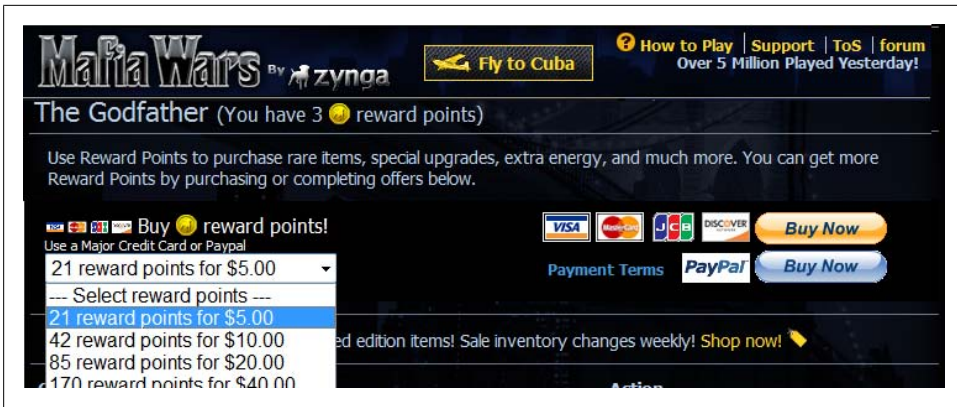 Mafia Wars By zynga
Fly to Cuba
? How to Play | Support | ToS | forum
Over 5 Million Played Yesterday!
The Godfather (You have 3 reward points)
Use Reward Points to purchase rare items, special upgrades, extra energy, and much more. You can get more
Reward Points by purchasing or completing offers below.
Buy reward points!
Use a Major Credit Card or Paypal
VISA MasterCard JCB DISCOVER Buy Now
21 reward points for $5.00
Payment Terms PayPal Buy Now
--- Select reward points ---
21 reward points for $5.00
42 reward points for $10.00
ed edition items! Sale inventory changes weekly! Shop now!
85 reward points for $20.00
170 reward points for $40.00
Action